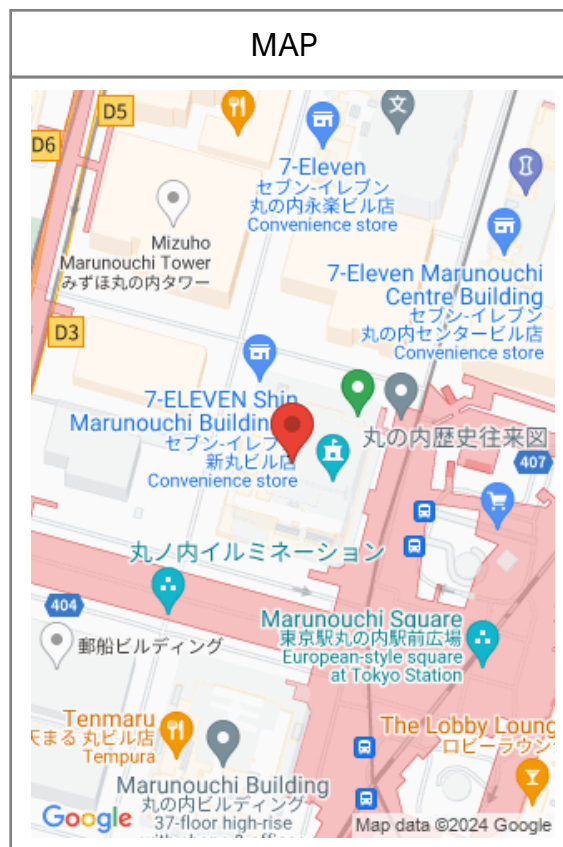 MAP
D5
D6
7-Eleven
セブン-イレブン
丸の内永楽ビル店
Convenience store
文
Mizuho
Marunouchi Tower
みずほ丸の内タワー
7-Eleven Marunouchi
Centre Building
セブン-イレブン
丸の内センタービル店
Convenience store
D3
7-ELEVEN Shin
Marunouchi Building
セブン-イレブン
新丸ビル店
Convenience store
丸の内歴史往来図
407
丸ノ内イルミネーション
404
郵船ビルディング
Marunouchi Square
東京駅丸の内駅前広場
European-style square
at Tokyo Station
Tenmaru
天まる 丸ビル店
Tempura
The Lobby Loung
ロビーラウン
Marunouchi Building
丸の内ビルディング
37-floor high-rise
Google
Map data ©2024 Google